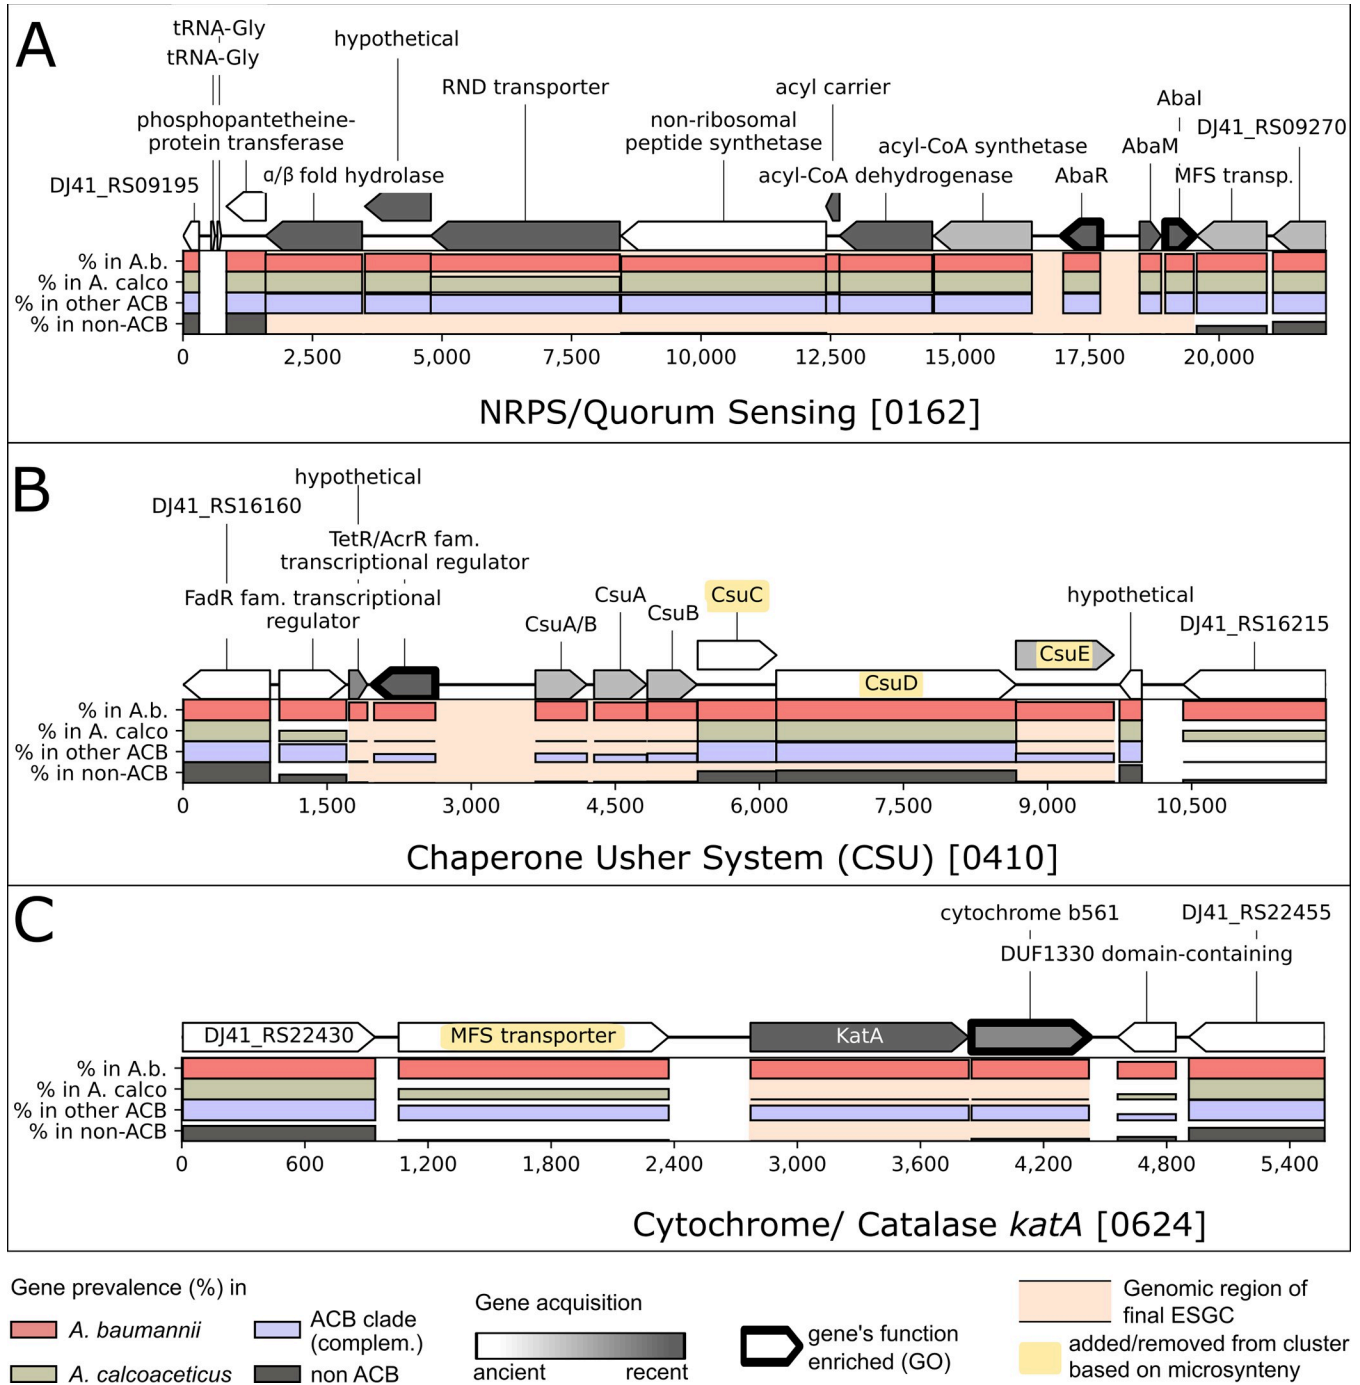 A
tRNA-Gly
tRNA-Gly
hypothetical
RND transporter
acyl carrier
AbaI
phosphopantetheine-
protein transferase
non-ribosomal
peptide synthetase
acyl-CoA synthetase
AbaM
DJ41_RS09270
DJ41_RS09195
α/β fold hydrolase
acyl-CoA dehydrogenase
AbaR
MFS transp.
% in A.b.
% in A. calco
% in other ACB
% in non-ACB
0 2,500 5,000 7,500 10,000 12,500 15,000 17,500 20,000
NRPS/Quorum Sensing [0162]
B
hypothetical
DJ41_RS16160
TetR/AcrR fam.
transcriptional regulator
FadR fam. transcriptional
regulator
CsuA/B
CsuA
CsuB
CsuC
CsuD
CsuE
hypothetical
DJ41_RS16215
% in A.b.
% in A. calco
% in other ACB
% in non-ACB
0 1,500 3,000 4,500 6,000 7,500 9,000 10,500
Chaperone Usher System (CSU) [0410]
C
cytochrome b561
DJ41_RS22455
DUF1330 domain-containing
DJ41_RS22430
MFS transporter
KatA
% in A.b.
% in A. calco
% in other ACB
% in non-ACB
0 600 1,200 1,800 2,400 3,000 3,600 4,200 4,800 5,400
Cytochrome/ Catalase katA [0624]
Gene prevalence (%) in
A. baumannii
A. calcoaceticus
ACB clade
(complem.)
non ACB
Gene acquisition
ancient recent
gene's function
enriched (GO)
Genomic region of
final ESGC
added/removed from cluster
based on microsynteny